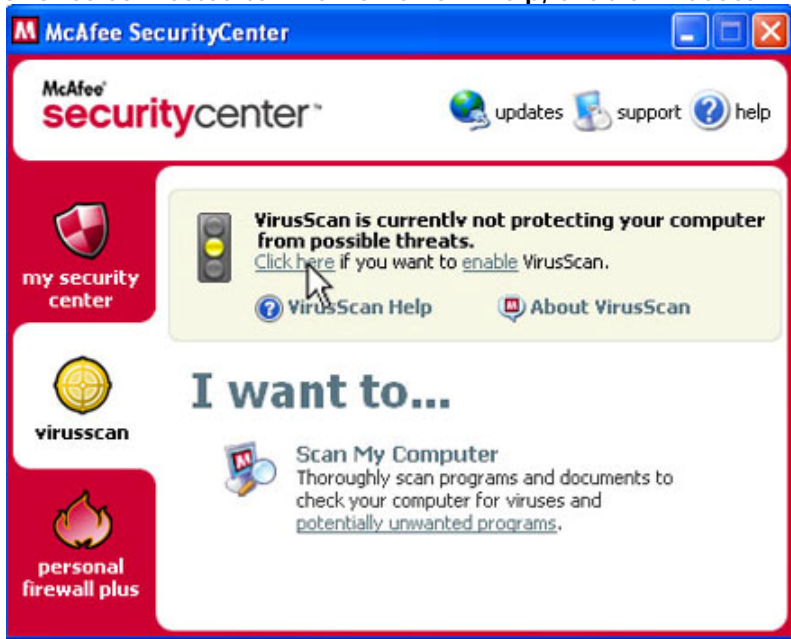 McAfee SecurityCenter
McAfee
securitycenter™
updates
support
help
my security
center
virusscan
personal
firewall plus
VirusScan is currently not protecting your computer
from possible threats.
Click here if you want to enable VirusScan.
VirusScan Help
About VirusScan
I want to...
Scan My Computer
Thoroughly scan programs and documents to
check your computer for viruses and
potentially unwanted programs.